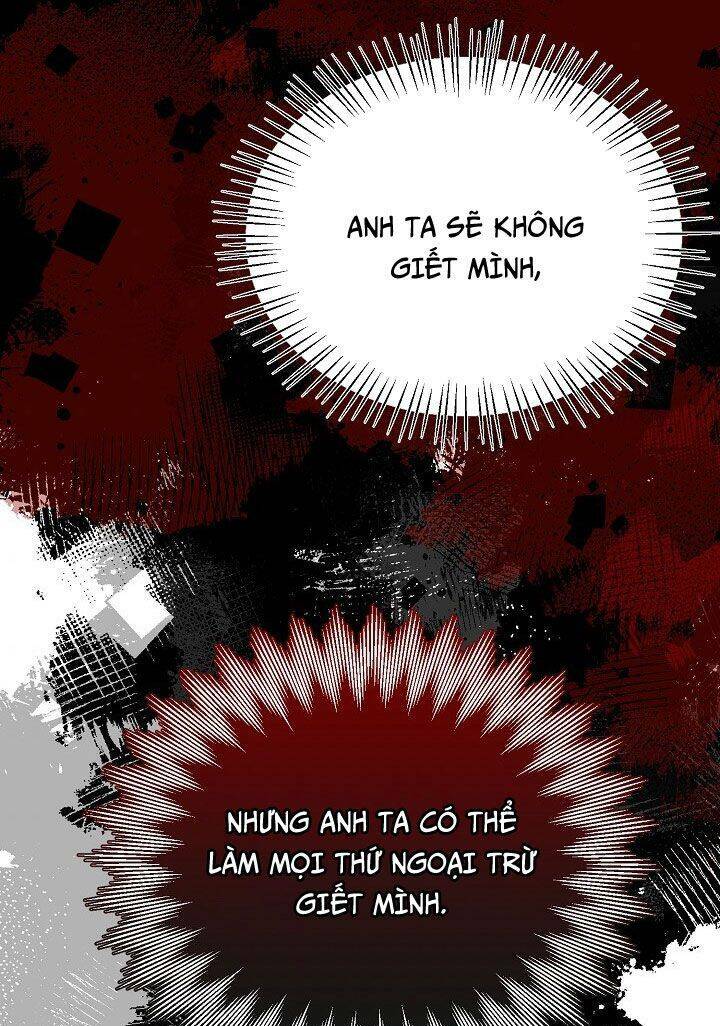 ANH TA SẼ KHÔNG
GIẾT MÌNH,
NHƯNG ANH TA CÓ THỂ
LÀM MỌI THỨ NGOẠI TRỪ
GIẾT MÌNH.